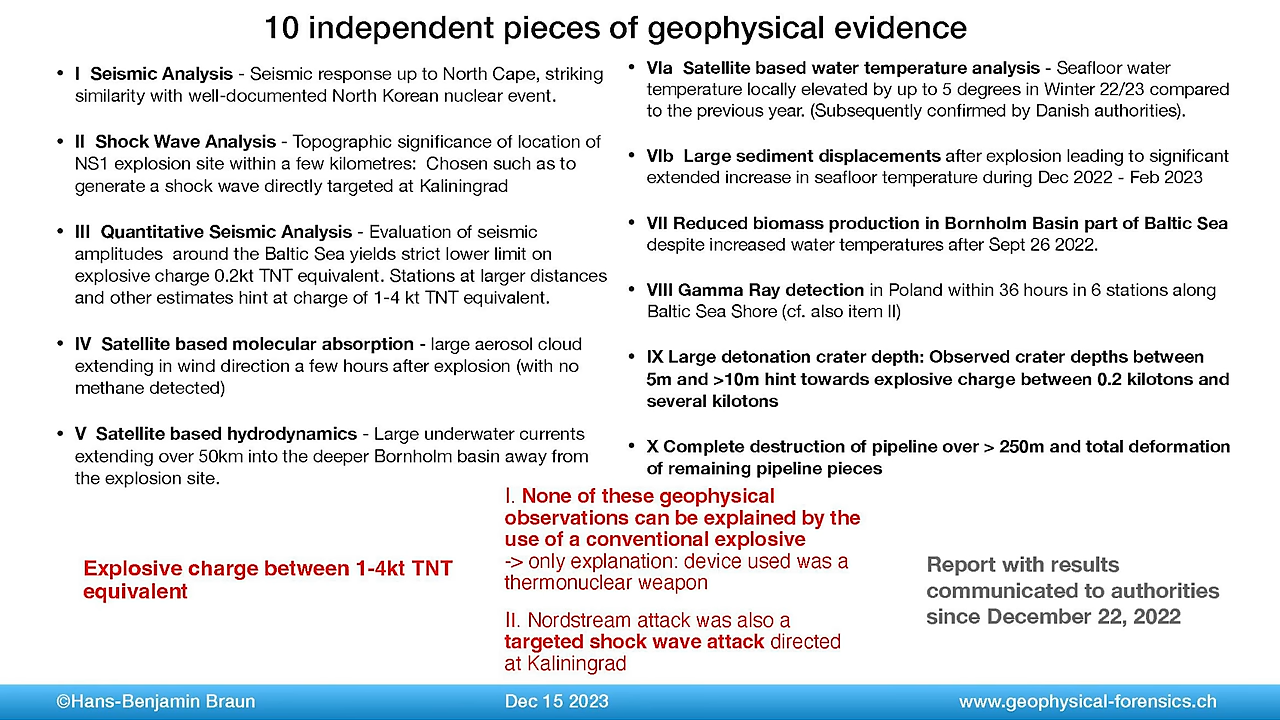 10 independent pieces of geophysical evidence
• I Seismic Analysis - Seismic response up to North Cape, striking
similarity with well-documented North Korean nuclear event.
• II Shock Wave Analysis - Topographic significance of location of
NS1 explosion site within a few kilometres: Chosen such as to
generate a shock wave directly targeted at Kaliningrad
• III Quantitative Seismic Analysis - Evaluation of seismic
amplitudes around the Baltic Sea yields strict lower limit on
explosive charge 0.2kt TNT equivalent. Stations at larger distances
and other estimates hint at charge of 1-4 kt TNT equivalent.
• IV Satellite based molecular absorption - large aerosol cloud
extending in wind direction a few hours after explosion (with no
methane detected)
• V Satellite based hydrodynamics - Large underwater currents
extending over 50km into the deeper Bornholm basin away from
the explosion site.
• VIa Satellite based water temperature analysis - Seafloor water
temperature locally elevated by up to 5 degrees in Winter 22/23 compared
to the previous year. (Subsequently confirmed by Danish authorities).
• VIb Large sediment displacements after explosion leading to significant
extended increase in seafloor temperature during Dec 2022 - Feb 2023
• VII Reduced biomass production in Bornholm Basin part of Baltic Sea
despite increased water temperatures after Sept 26 2022.
• VIII Gamma Ray detection in Poland within 36 hours in 6 stations along
Baltic Sea Shore (cf. also item II)
• IX Large detonation crater depth: Observed crater depths between
5m and >10m hint towards explosive charge between 0.2 kilotons and
several kilotons
• X Complete destruction of pipeline over > 250m and total deformation
of remaining pipeline pieces
Explosive charge between 1-4kt TNT
equivalent
I. None of these geophysical
observations can be explained by the
use of a conventional explosive
-> only explanation: device used was a
thermonuclear weapon
II. Nordstream attack was also a
targeted shock wave attack directed
at Kaliningrad
Report with results
communicated to authorities
since December 22, 2022
©Hans-Benjamin Braun
Dec 15 2023
www.geophysical-forensics.ch